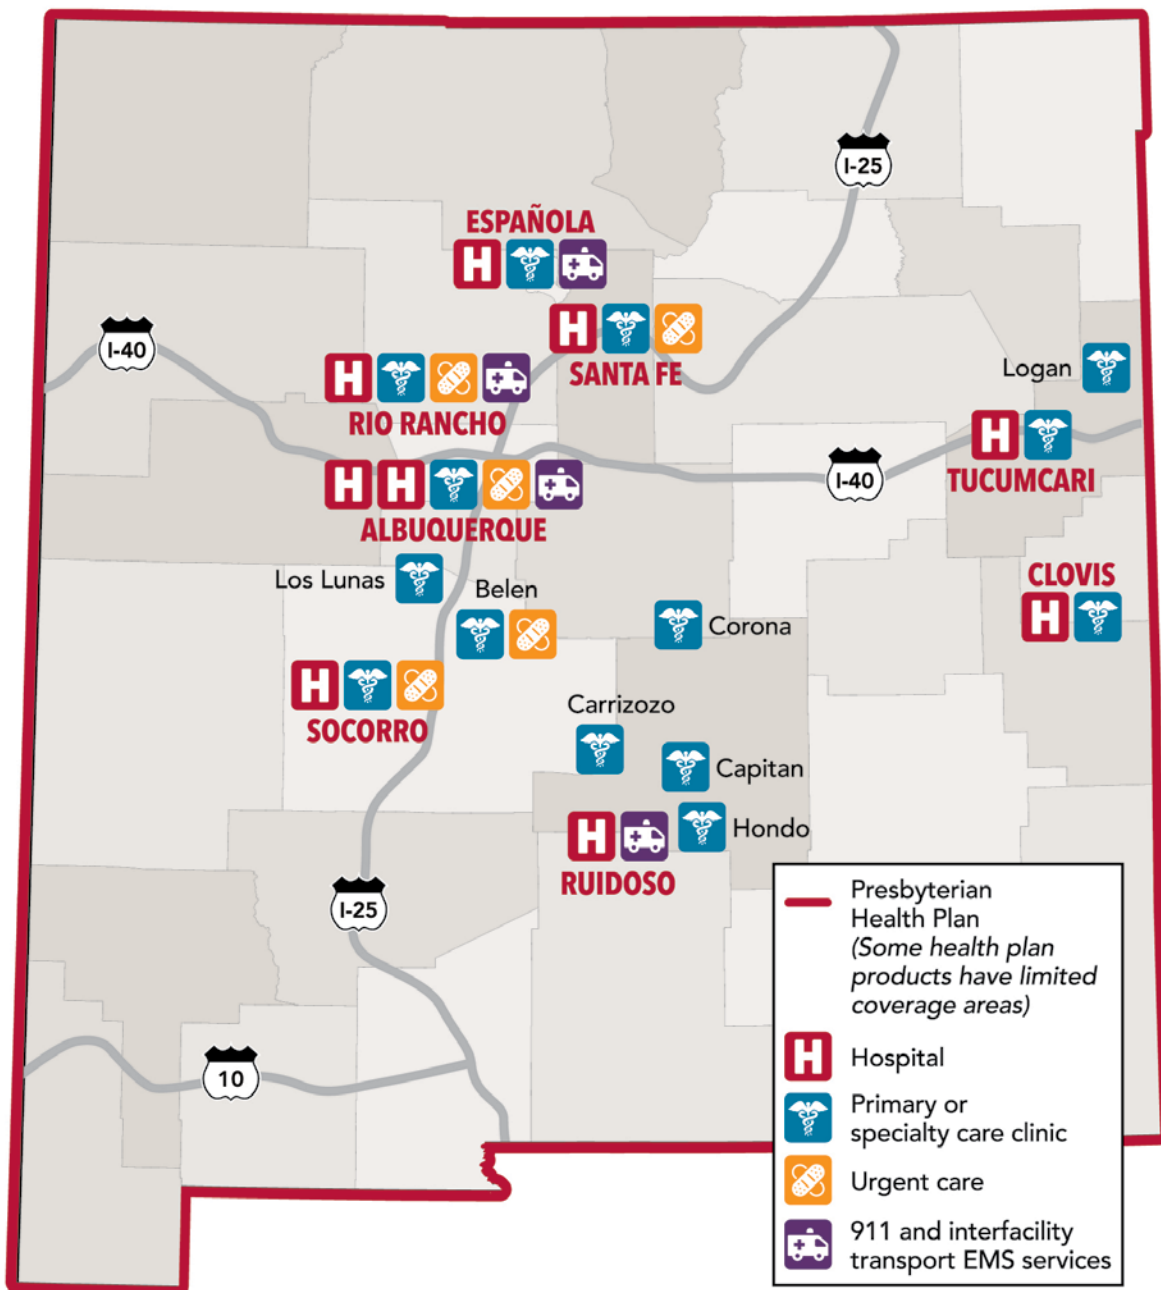 I-25
ESPAÑOLA
H
H
SANTA FE
I-40
Logan
H
RIO RANCHO
H
TUCUMCARI
I-40
H H
ALBUQUERQUE
Los Lunas
Belen
CLOVIS
H
Corona
H
SOCORRO
Carrizozo
Capitan
Hondo
H
RUIDOSO
I-25
10
Presbyterian
Health Plan
(Some health plan
products have limited
coverage areas)
H
Hospital
Primary or
specialty care clinic
Urgent care
911 and interfacility
transport EMS services